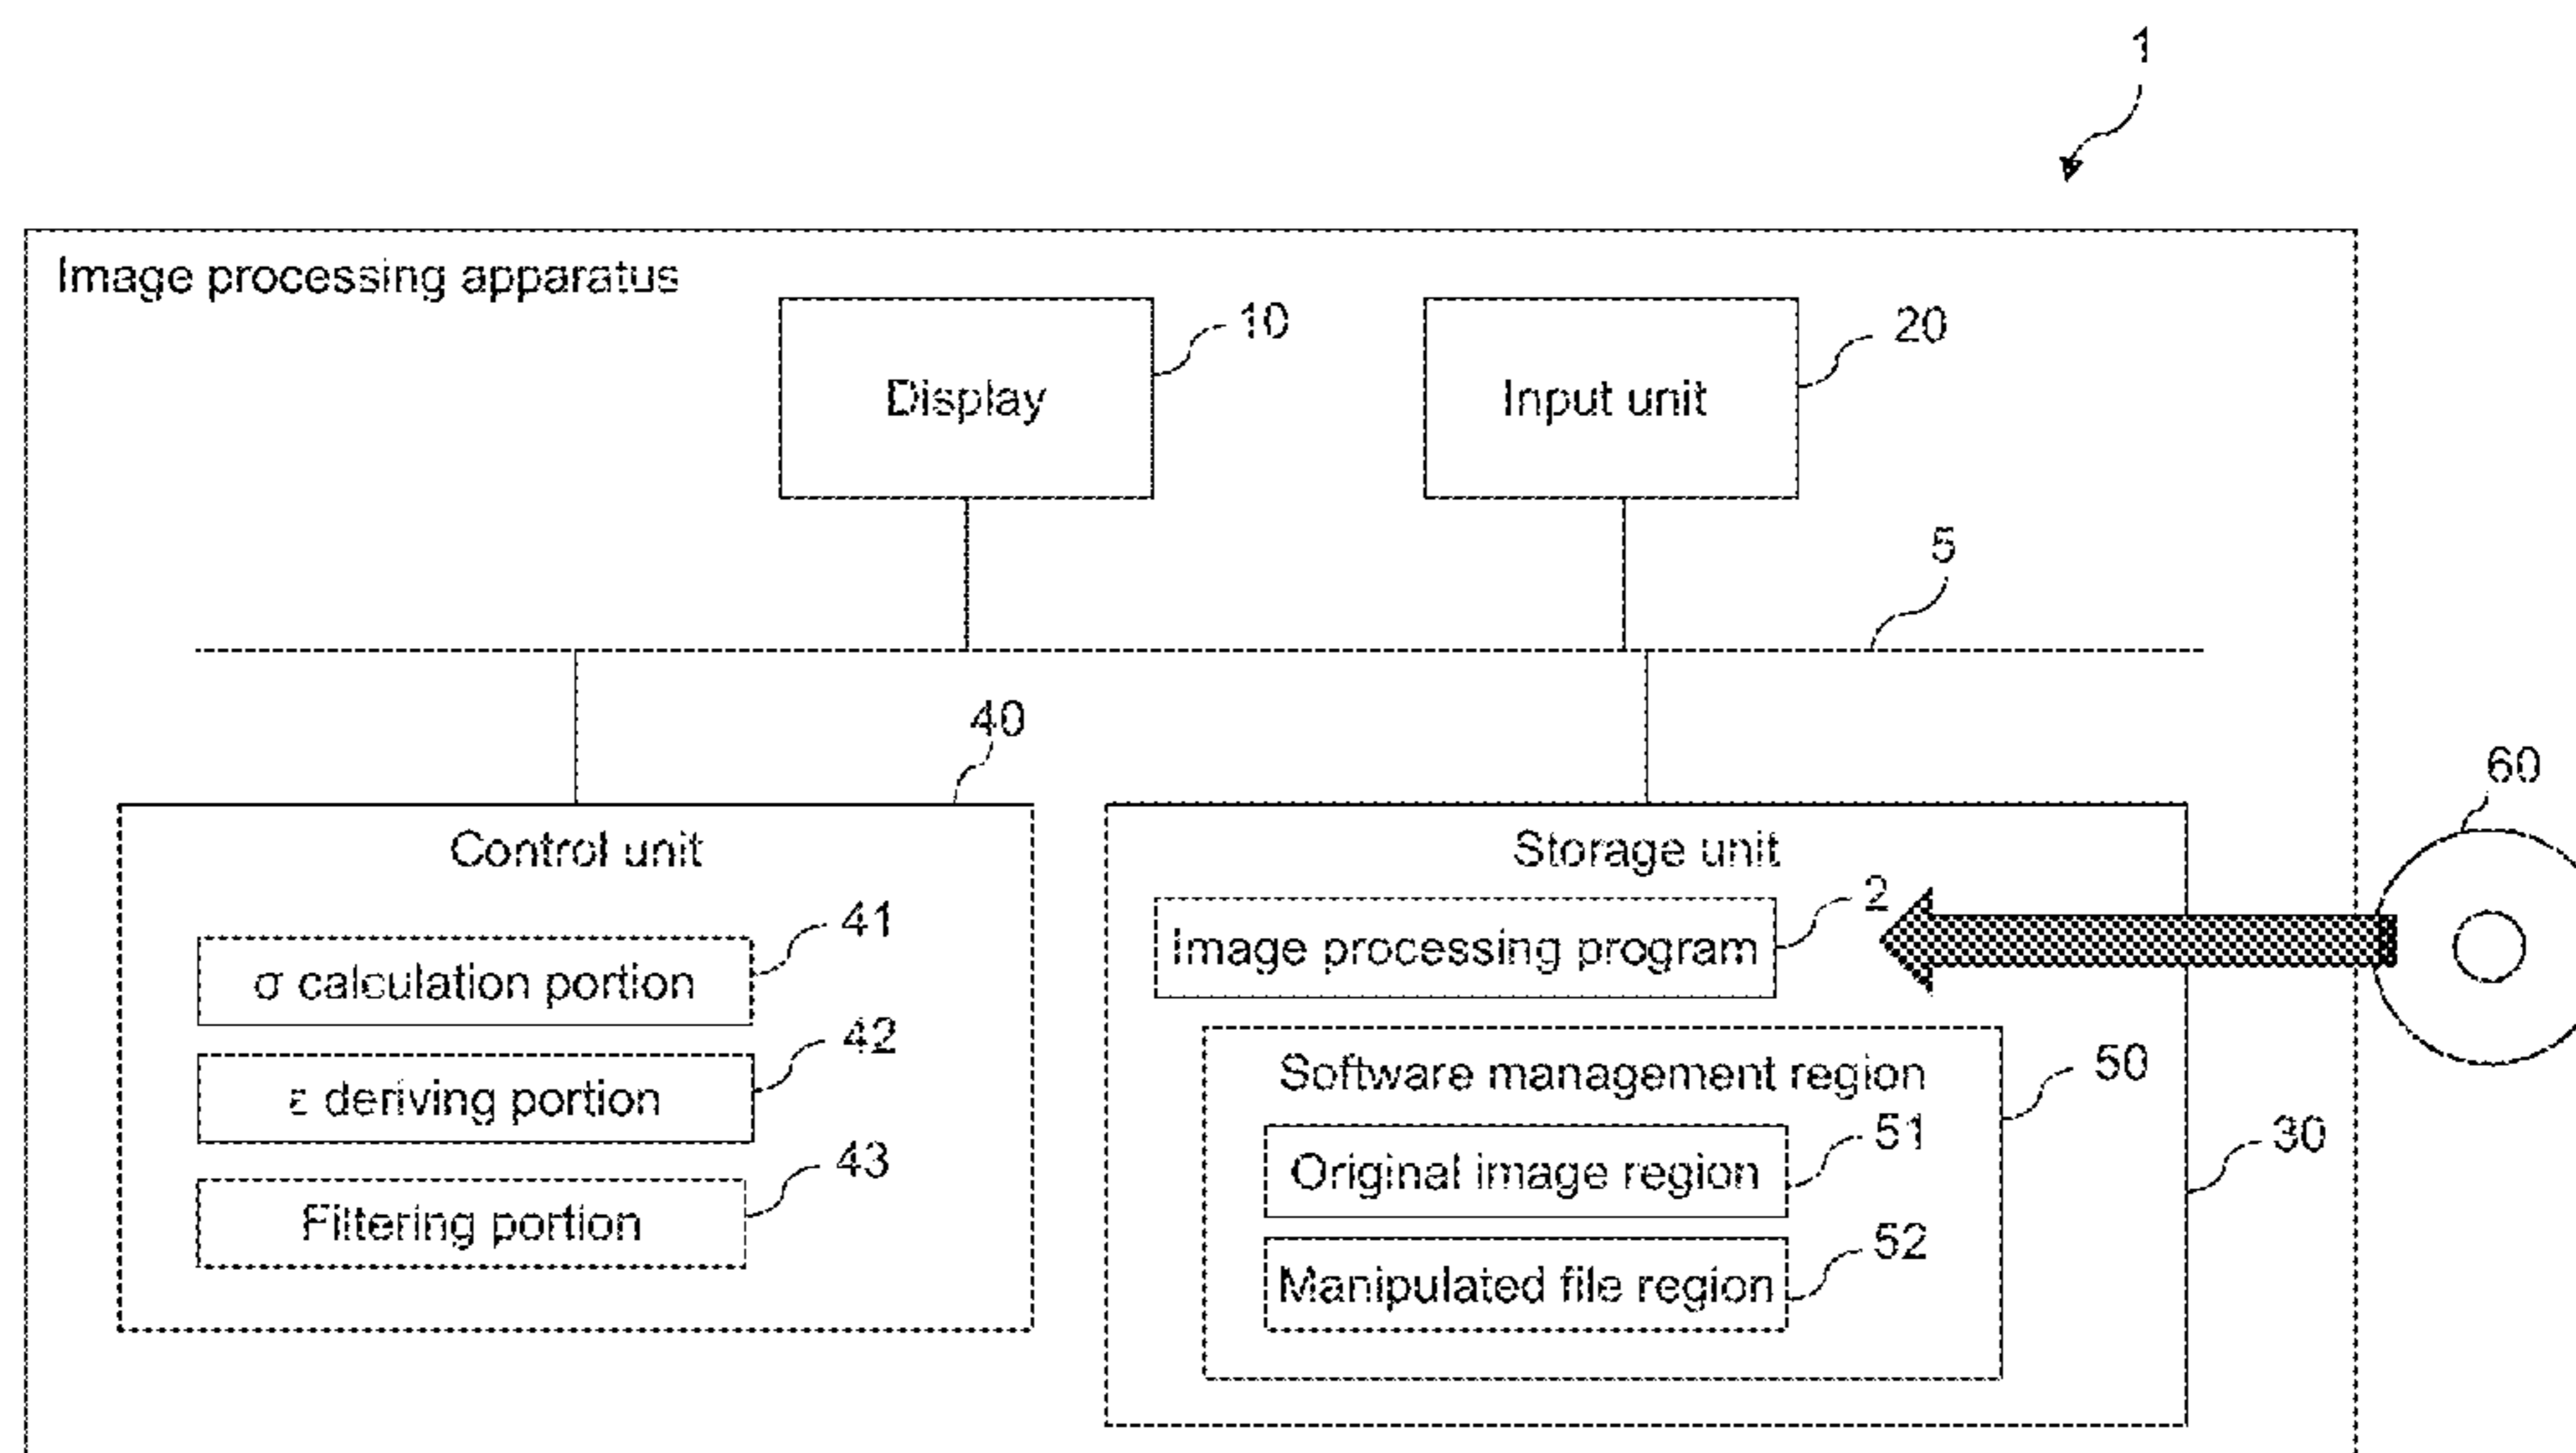 1
Image processing apparatus
10
20
Display
Input unit
5
40
60
Control unit
Storage unit
41
2
σ calculation portion
Image processing program
42
ε deriving portion
Software management region
50
43
51
30
Filtering portion
Original image region
52
Manipulated file region